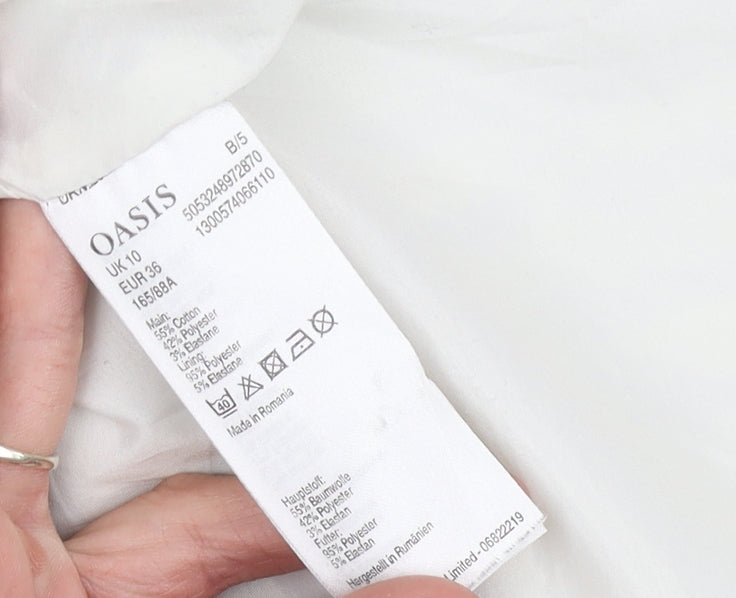 B/5
OASIS
5053248972870
1300574066110
UK 10
EUR 36
165/88A
Main:
55% Cotton
42% Polyester
3% Elastane
Lining:
95% Polyester
5% Elastane
40
Made in Romania
Hauptstoff:
55% Baumwolle
42% Polyester
3% Elastan
Futter:
95% Polyester
5% Elastan
Hergestellt in Rumänien
Limited - 06822219